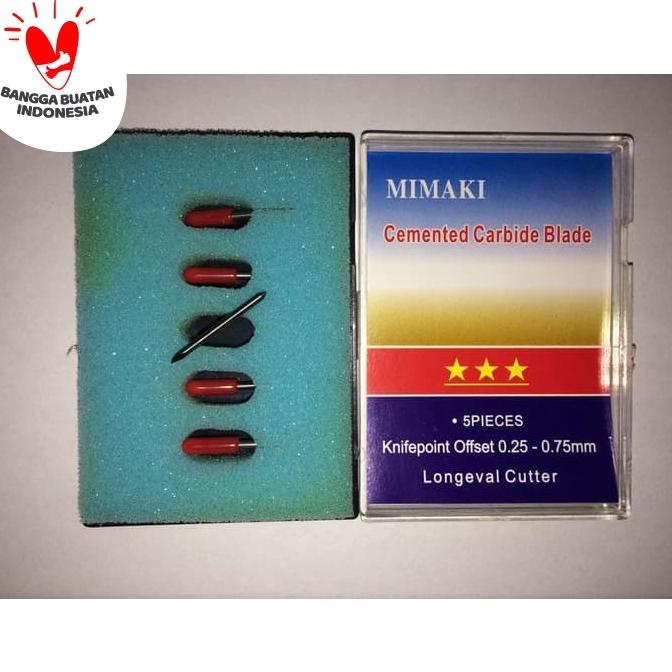 BANGGA BUATAN
INDONESIA
MIMAKI
Cemented Carbide Blade
• 5PIECES
Knifepoint Offset 0.25 - 0.75mm
Longeval Cutter